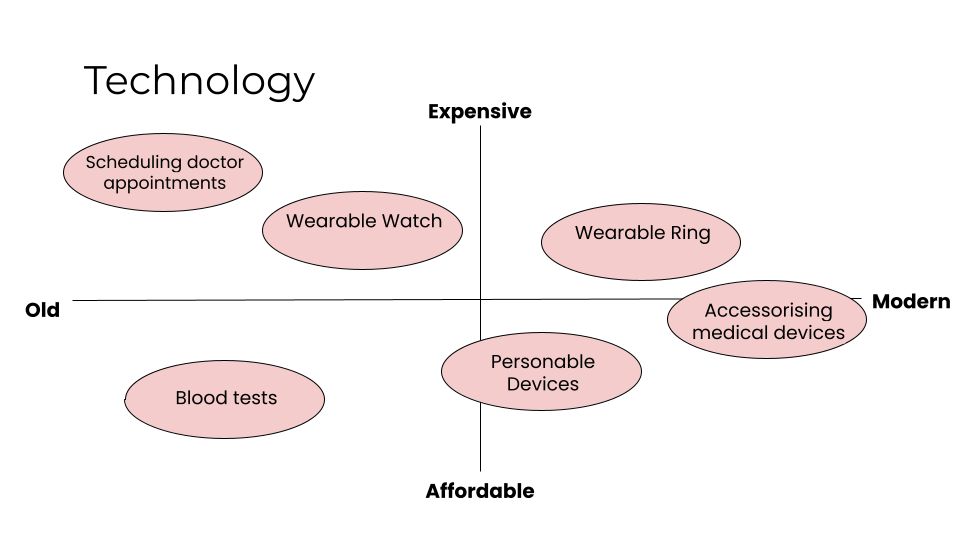 Technology
Expensive
Scheduling doctor
appointments
Wearable Watch
Wearable Ring
Old
Modern
Accessorising
medical devices
Personable
Devices
Blood tests
Affordable